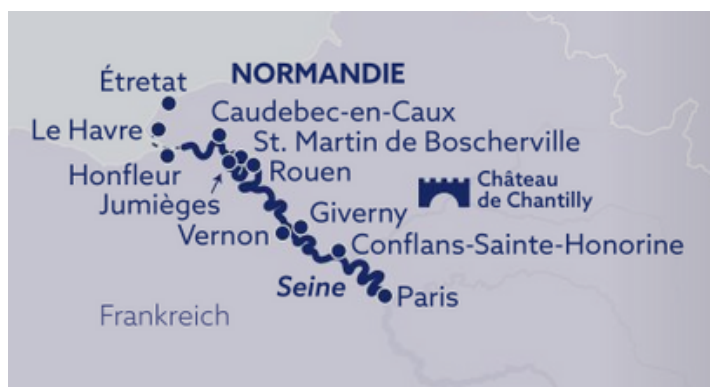 Étretat
NORMANDIE
Caudebec-en-Caux
Le Havre
St. Martin de Boscherville
Honfleur
Rouen
Château
de Chantilly
Jumièges
Giverny
Vernon
Conflans-Sainte-Honorine
Seine
Paris
Frankreich